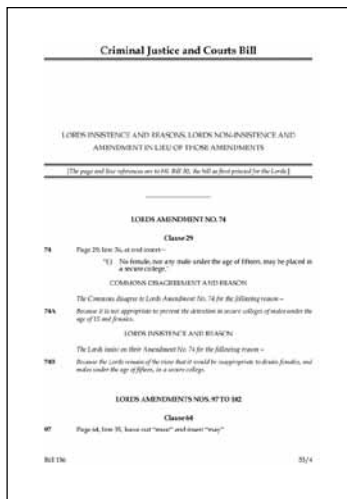 Criminal Justice and Courts Bill
LORDS INSISTENCE AND REASONS, LORDS NON-INSISTENCE AND
AMENDMENT IN LIEU OF THOSE AMENDMENTS
[The page and line references are to HL Bill 30, the bill as first printed for the Lords]
LORDS AMENDMENT NO. 74
Clause 29
74 Page 29, line 36, at end insert—
No female, nor any male under the age of fifteen, may be placed in
a secure college.
COMMONS DISAGREEMENT AND REASON
The Commons disagree to Lords Amendment No. 74 for the following reason—
74A Because it is not appropriate to prevent the detention in secure colleges of males under the
age of 15 and females.
LORDS INSISTENCE AND REASON
The Lords insist on their Amendment No. 74 for the following reason—
74B Because the Lords remain of the view that it would be inappropriate to detain females, and
males under the age of fifteen, in a secure college.
LORDS AMENDMENTS NOS. 97 TO 102
Clause 64
97 Page 64, line 35, leave out "must" and insert "may"
Bill 136 55/4